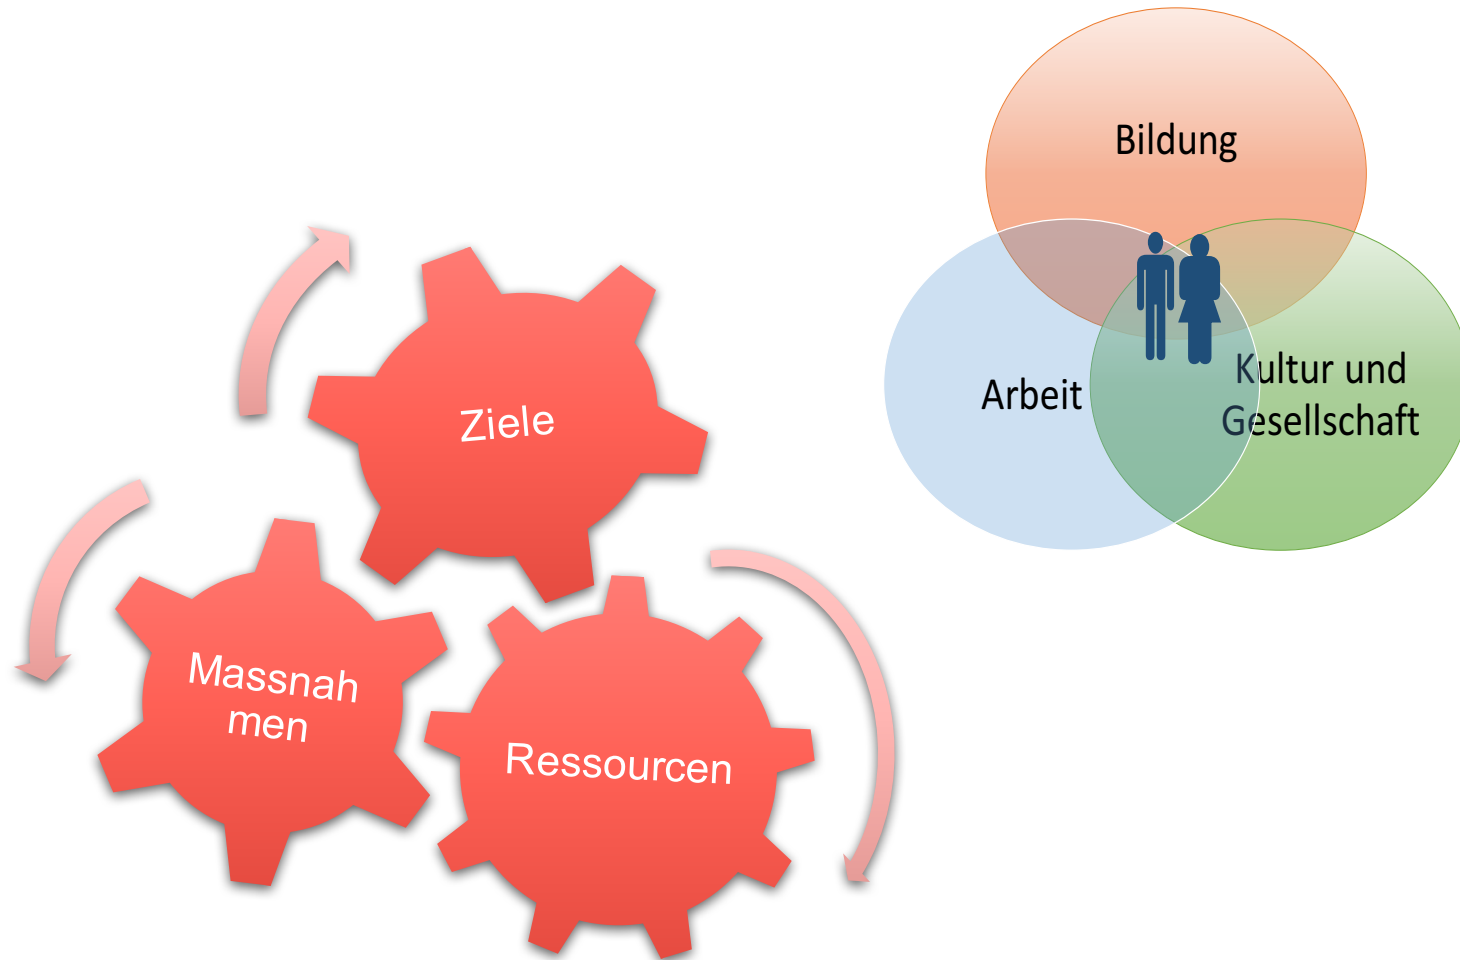 Bildung
Arbeit
Kultur und
Gesellschaft
Ziele
Massnah
men
Ressourcen